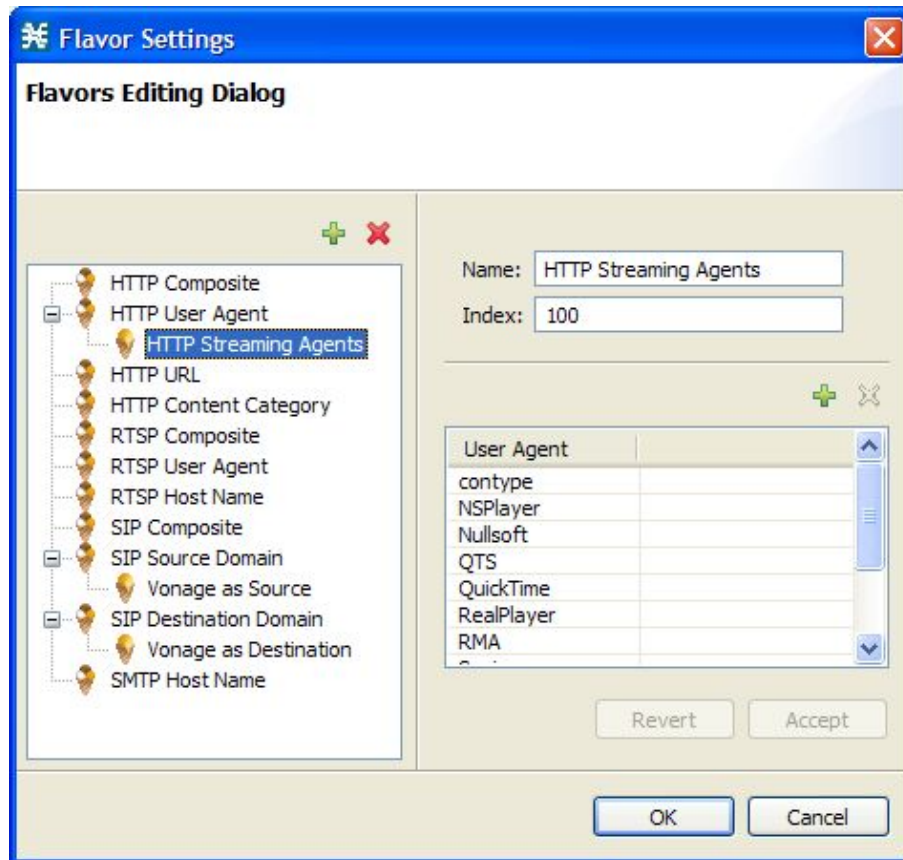 Flavor Settings
Flavors Editing Dialog
HTTP Composite
HTTP User Agent
HTTP Streaming Agents
HTTP URL
HTTP Content Category
RTSP Composite
RTSP User Agent
RTSP Host Name
SIP Composite
SIP Source Domain
Vonage as Source
SIP Destination Domain
Vonage as Destination
SMTP Host Name
Name: HTTP Streaming Agents
Index: 100
User Agent
contype
NSPlayer
Nullsoft
QTS
QuickTime
RealPlayer
RMA
Revert Accept
OK Cancel